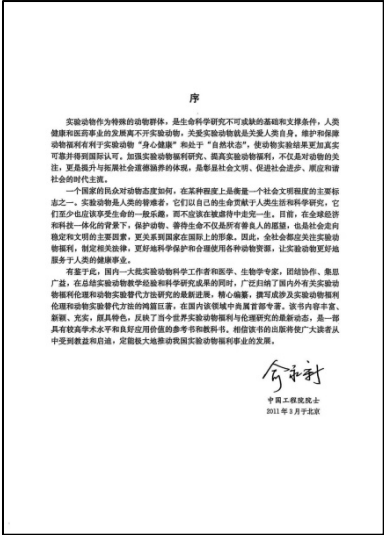 序
实验动物作为特殊的动物群体，是生命科学研究不可或缺的基础和支撑条件，人类
健康和医药事业的发展离不开实验动物，关爱实验动物就是关爱人类自身。维护和保障
动物福利有利于实验动物“身心健康”和处于“自然状态”，使动物实验结果更加真实
可靠并得到国际认可。加强实验动物福利研究、提高实验动物福利，不仅是对动物的关
注，更是提升与拓展社会道德涵养的体现，是彰显社会文明、促进社会进步、顺应和谐
社会的时代主流。
一个国家的民众对动物态度如何，在某种程度上是衡量一个社会文明程度的主要标
志之一。实验动物是人类的替难者，它们以自己的生命贡献于人类生活和科学研究，它
们至少也应该享受生命的一般乐趣，而不应该在被虐待中走完一生。目前，在全球经济
和科技一体化的背景下，保护动物、善待生命不仅是所有善良人的愿望，也是社会走向
稳定和文明的主要因素，更关系到国家在国际上的形象。因此，全社会都应关注实验动
物福利，制定相关法律，更好地科学保护和合理使用各种动物资源，让实验动物更好地
服务于人类的健康事业。
有鉴于此，国内一大批实验动物科学工作者和医学、生物学专家，团结协作、集思
广益，在总结实验动物教学经验和科学研究成果的同时，广泛归纳了国内外有关实验动
物福利伦理和动物实验替代方法研究的最新进展，精心编纂，撰写成涉及实验动物福利
伦理和动物实验替代方法的鸿篇巨著，在国内该领域中尚属首部专著。该书内容丰富、
新颖、充实，颇具特色，反映了当今世界实验动物福利与伦理研究的最新动态，是一部
具有较高学术水平和良好应用价值的参考书和教科书。相信该书的出版将使广大读者从
中受到教益和启迪，定能极大地推动我国实验动物福利事业的发展。
俞永新
中国工程院院士
2011年3月于北京